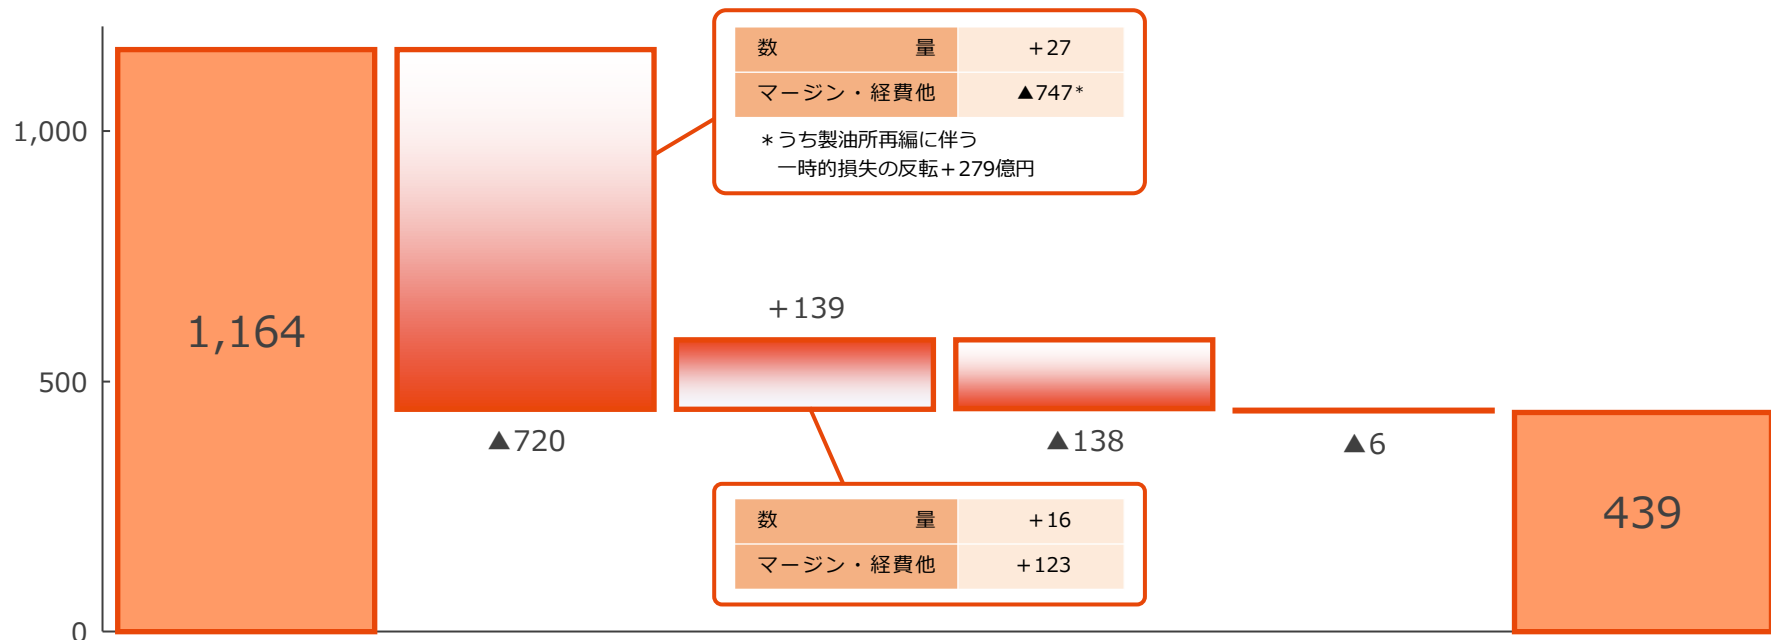 数 量 +27
マージン・経費他 ▲747*
*うち製油所再編に伴う
一時的損失の反転+279億円
1,000
500
0
1,164
▲720
+139
▲138
▲6
439
数 量 +16
マージン・経費他 +123